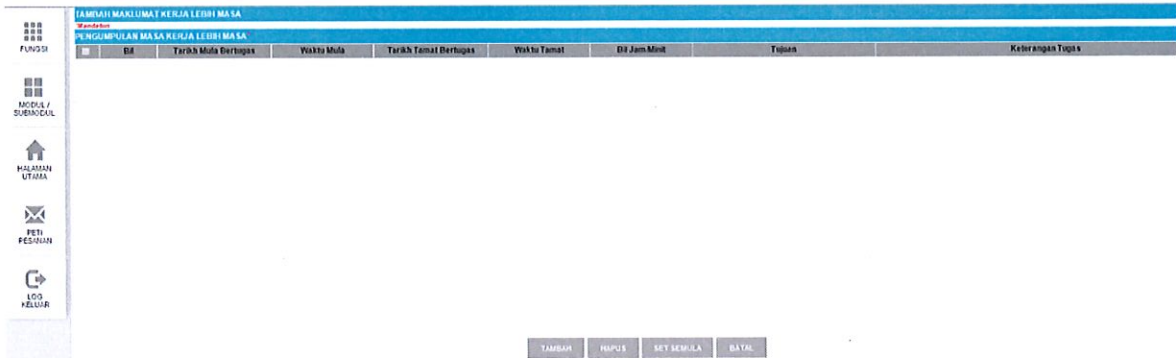 TAMBAH MAKLUMAT KERJA LEBIH MASA
Mandatori
PENGUMPULAN MASA KERJA LEBIH MASA
Bil Tarikh Mula Bertugas Waktu Mula Tarikh Tamat Bertugas Waktu Tamat Bil Jam:Minit Tujuan Keterangan Tugas
FUNGSI
MODUL /
SUBMODUL
HALAMAN
UTAMA
PETI
PESANAN
LOG
KELUAR
TAMBAH HAPUS SET SEMULA BATAL